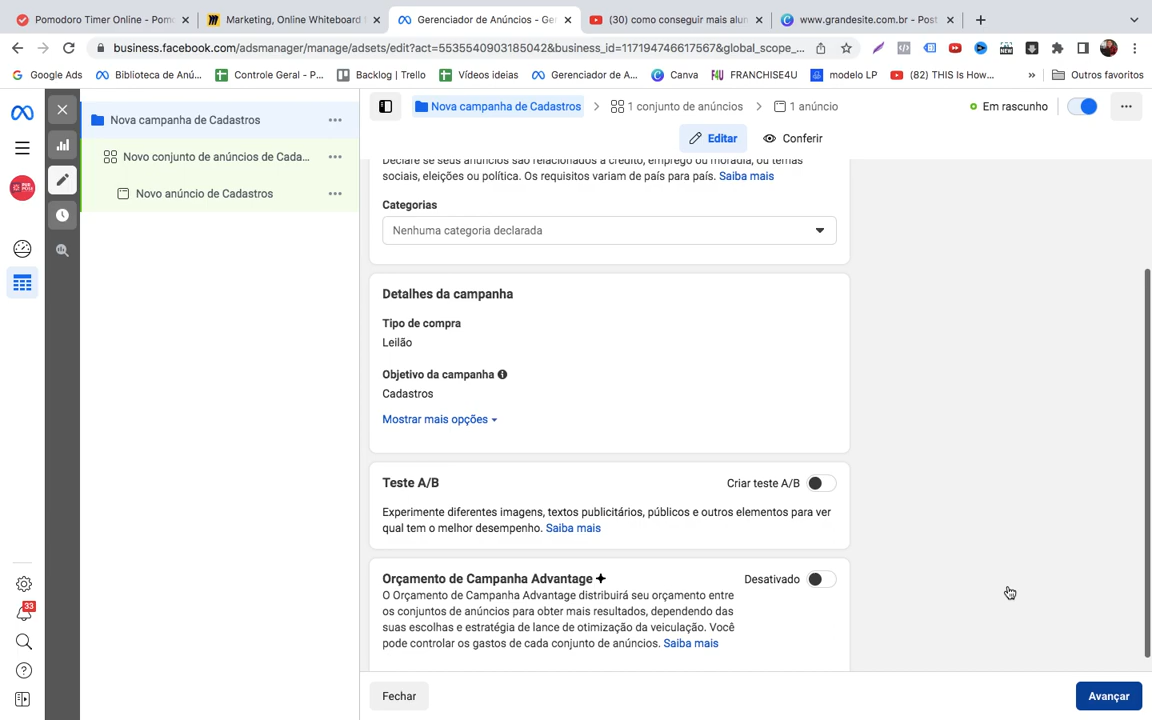 Pomodoro Timer Online - Pomo
Marketing, Online Whiteboard
Gerenciador de Anúncios - Ge
(30) como conseguir mais alun
www.grandesite.com.br - Post
business.facebook.com/adsmanager/manage/adsets/edit?act=5535540903185042&business_id=117194746617567&global_scope_...
Google Ads
Biblioteca de Anú...
Controle Geral - P...
Backlog | Trello
Vídeos ideias
Gerenciador de A...
Canva
FRANCHISE4U
modelo LP
(82) THIS Is How...
»
Outros favoritos
Nova campanha de Cadastros
Novo conjunto de anúncios de Cada...
Novo anúncio de Cadastros
33
Nova campanha de Cadastros
1 conjunto de anúncios
1 anúncio
Em rascunho
Editar
Conferir
Declare se seus anúncios são relacionados a crédito, emprego ou moradia, ou temas
sociais, eleições ou política. Os requisitos variam de país para país. Saiba mais
Categorias
Nenhuma categoria declarada
Detalhes da campanha
Tipo de compra
Leilão
Objetivo da campanha
Cadastros
Mostrar mais opções
Teste A/B
Criar teste A/B
Experimente diferentes imagens, textos publicitários, públicos e outros elementos para ver
qual tem o melhor desempenho. Saiba mais
Orçamento de Campanha Advantage
Desativado
O Orçamento de Campanha Advantage distribuirá seu orçamento entre
os conjuntos de anúncios para obter mais resultados, dependendo das
suas escolhas e estratégia de lance de otimização da veiculação. Você
pode controlar os gastos de cada conjunto de anúncios. Saiba mais
Fechar
Avançar